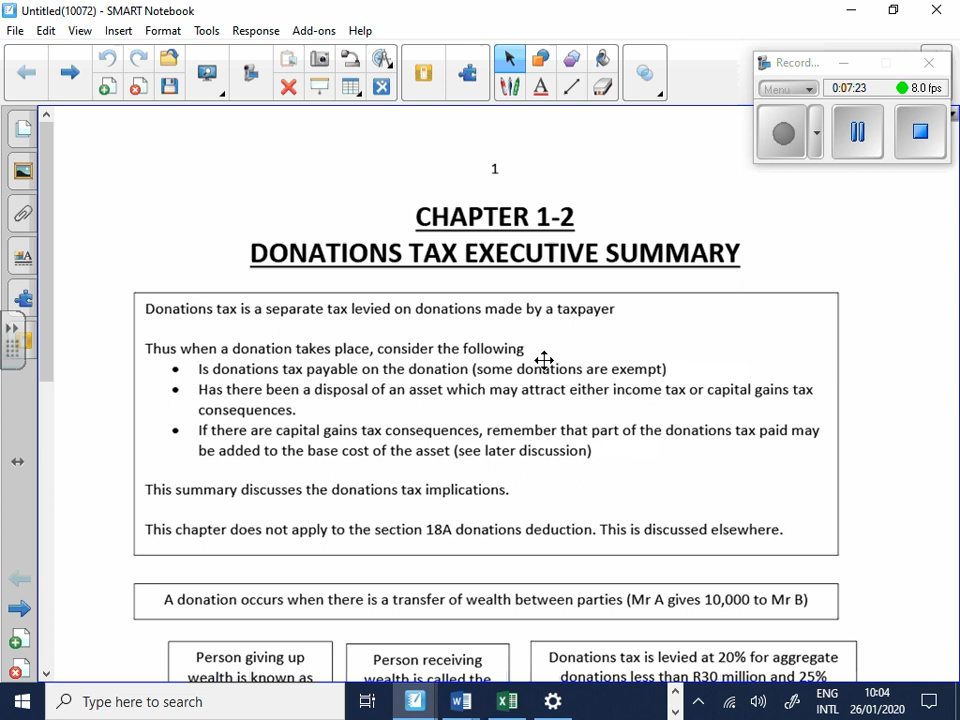 Untitled(10072) - SMART Notebook
File Edit View Insert Format Tools Response Add-ons Help
Record...
Menu 0:07:23 8.0 fps
1
CHAPTER 1-2
DONATIONS TAX EXECUTIVE SUMMARY
Donations tax is a separate tax levied on donations made by a taxpayer
Thus when a donation takes place, consider the following
• Is donations tax payable on the donation (some donations are exempt)
• Has there been a disposal of an asset which may attract either income tax or capital gains tax
consequences.
• If there are capital gains tax consequences, remember that part of the donations tax paid may
be added to the base cost of the asset (see later discussion)
This summary discusses the donations tax implications.
This chapter does not apply to the section 18A donations deduction. This is discussed elsewhere.
A donation occurs when there is a transfer of wealth between parties (Mr A gives 10,000 to Mr B)
Person giving up
wealth is known as
Person receiving
wealth is called the
Donations tax is levied at 20% for aggregate
donations less than R30 million and 25%
Type here to search
ENG
INTL
10:04
26/01/2020